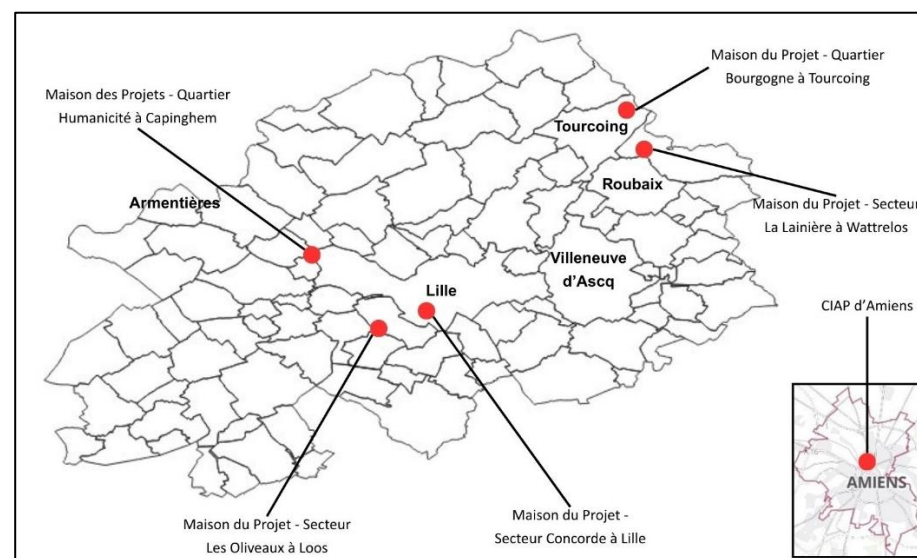 Maison du Projet - Quartier
Bourgogne à Tourcoing
Maison des Projets - Quartier
Humanicité à Capinghem
Tourcoing
Roubaix
Armentières
Maison du Projet - Secteur
La Lainière à Wattrelos
Villeneuve
d'Ascq
Lille
CIAP d'Amiens
AMIENS
Maison du Projet -
Secteur Concorde à Lille
Maison du Projet - Secteur
Les Oliveaux à Loos